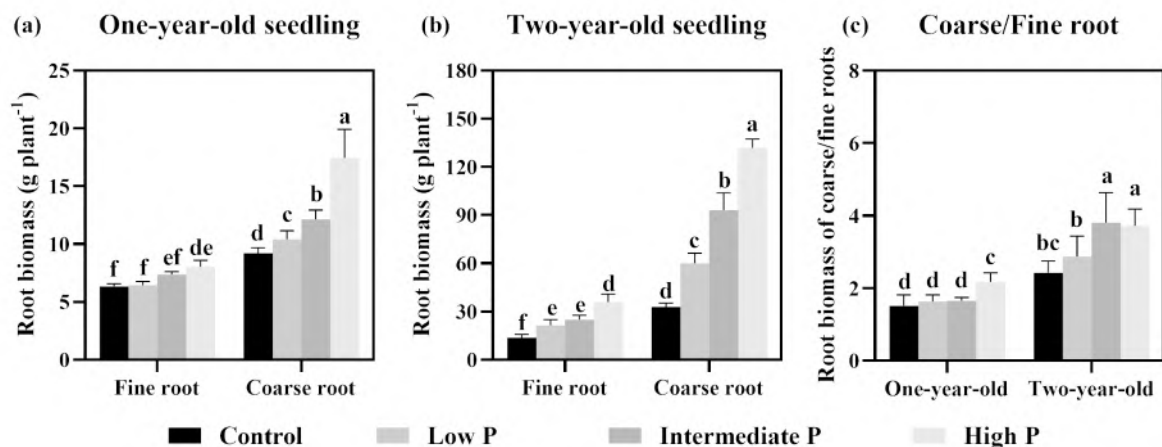 (a) One-year-old seedling
Root biomass (g plant⁻¹)
25
20
15
10
5
0
f f ef de d c b a
Fine root Coarse root
(b) Two-year-old seedling
Root biomass (g plant⁻¹)
180
150
120
90
60
30
0
f e e d d c b a
Fine root Coarse root
(c) Coarse/Fine root
Root biomass of coarse/fine roots
8
6
4
2
0
d d d c bc b a a
One-year-old Two-year-old
Control Low P Intermediate P High P